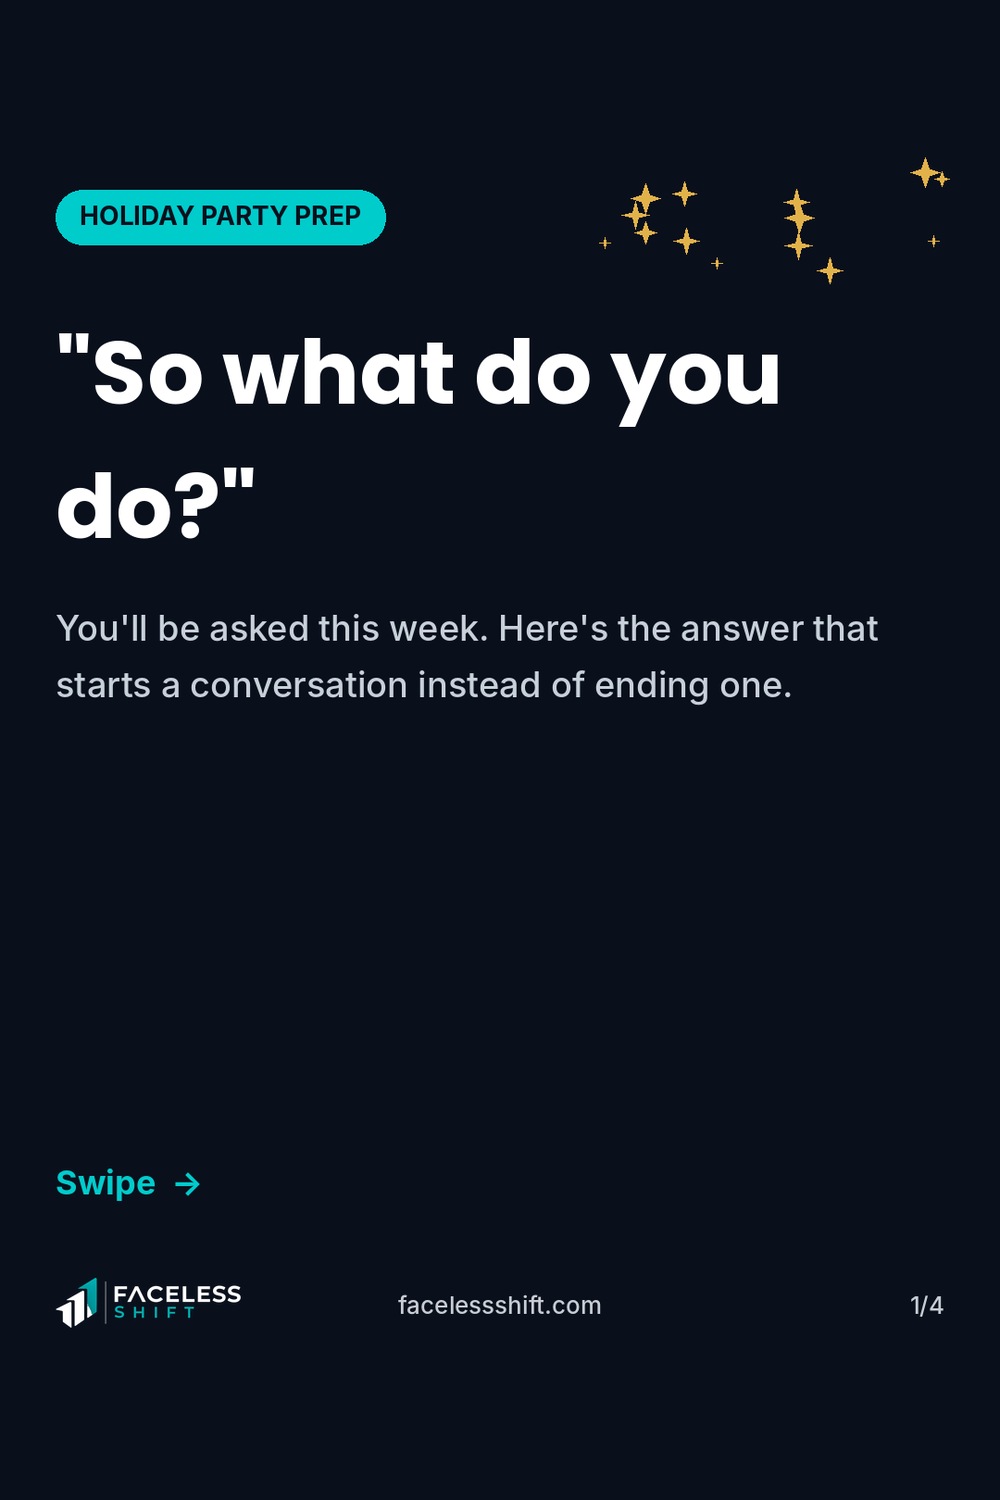 HOLIDAY PARTY PREP
"So what do you
do?"
You'll be asked this week. Here's the answer that
starts a conversation instead of ending one.
Swipe →
FACELESS
SHIFT
facelessshift.com
1/4